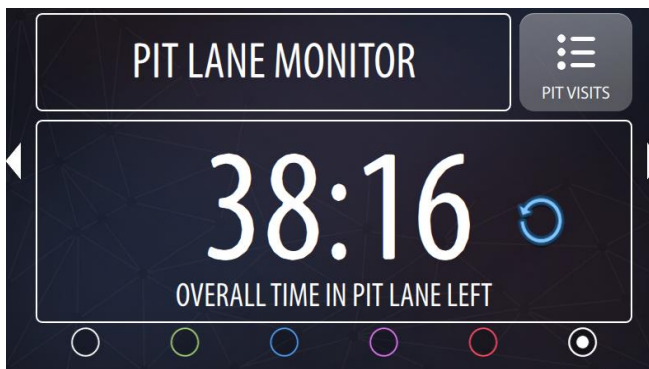 PIT LANE MONITOR
PIT VISITS
38:16
OVERALL TIME IN PIT LANE LEFT